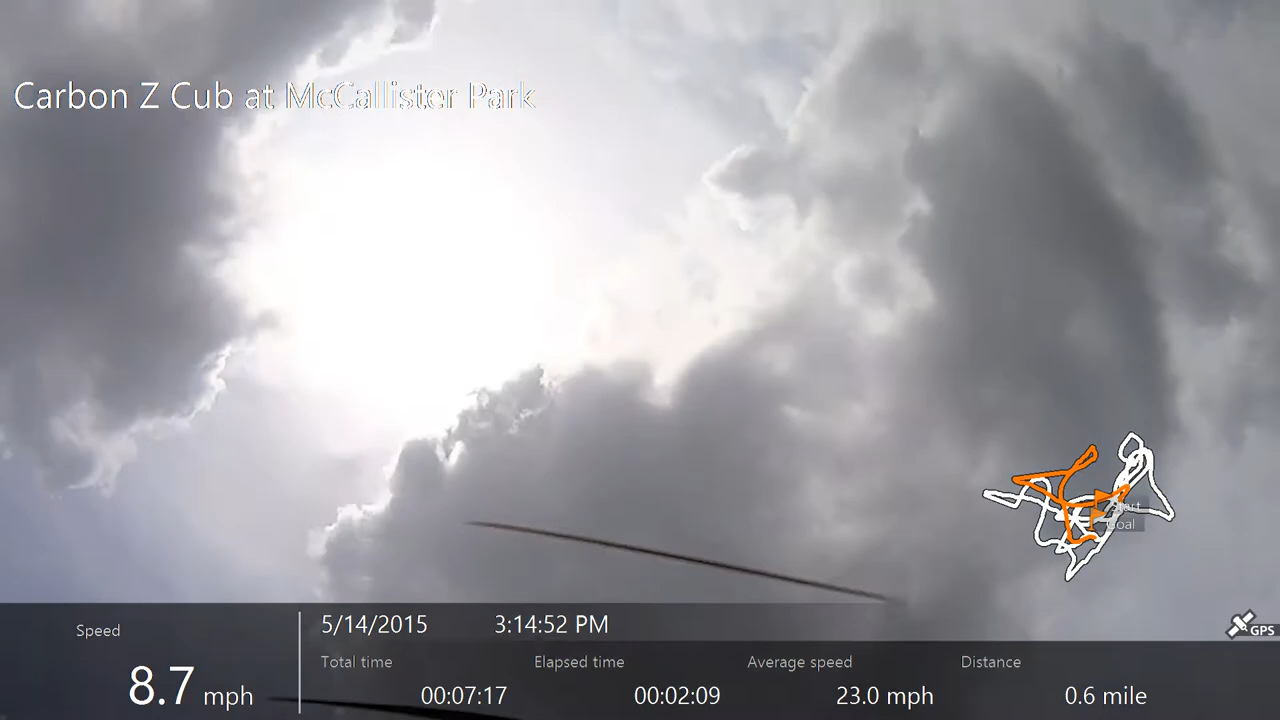 Carbon Z Cub at McCallister Park
Start
Goal
GPS
Speed
8.7 mph
5/14/2015 3:14:52 PM
Total time Elapsed time Average speed Distance
00:07:17 00:02:09 23.0 mph 0.6 mile